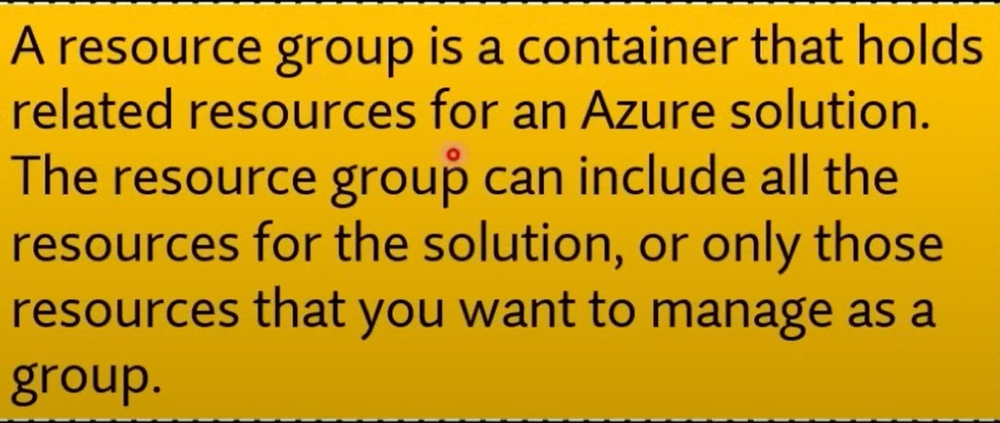 A resource group is a container that holds
related resources for an Azure solution.
The resource group can include all the
resources for the solution, or only those
resources that you want to manage as a
group.